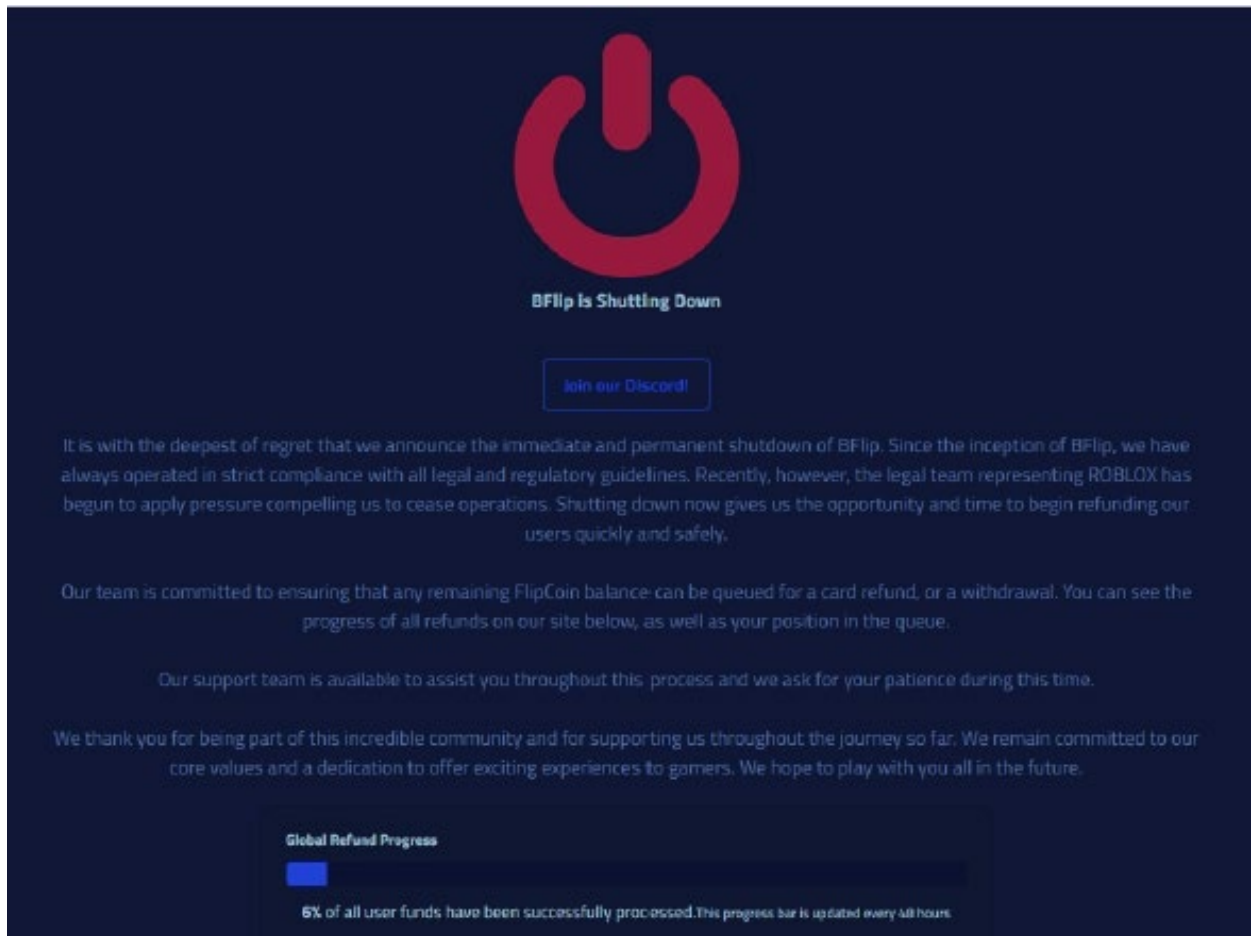 BFlip is Shutting Down
Join our Discord!
It is with the deepest of regret that we announce the immediate and permanent shutdown of BFlip. Since the inception of BFlip, we have
always operated in strict compliance with all legal and regulatory guidelines. Recently, however, the legal team representing ROBLOX has
begun to apply pressure compelling us to cease operations. Shutting down now gives us the opportunity and time to begin refunding our
users quickly and safely.
Our team is committed to ensuring that any remaining FlipCoin balance can be queued for a card refund, or a withdrawal. You can see the
progress of all refunds on our site below, as well as your position in the queue.
Our support team is available to assist you throughout this process and we ask for your patience during this time.
We thank you for being part of this incredible community and for supporting us throughout the journey so far. We remain committed to our
core values and a dedication to offer exciting experiences to gamers. We hope to play with you all in the future.
Global Refund Progress
6% of all user funds have been successfully processed.This progress bar is updated every 48 hours